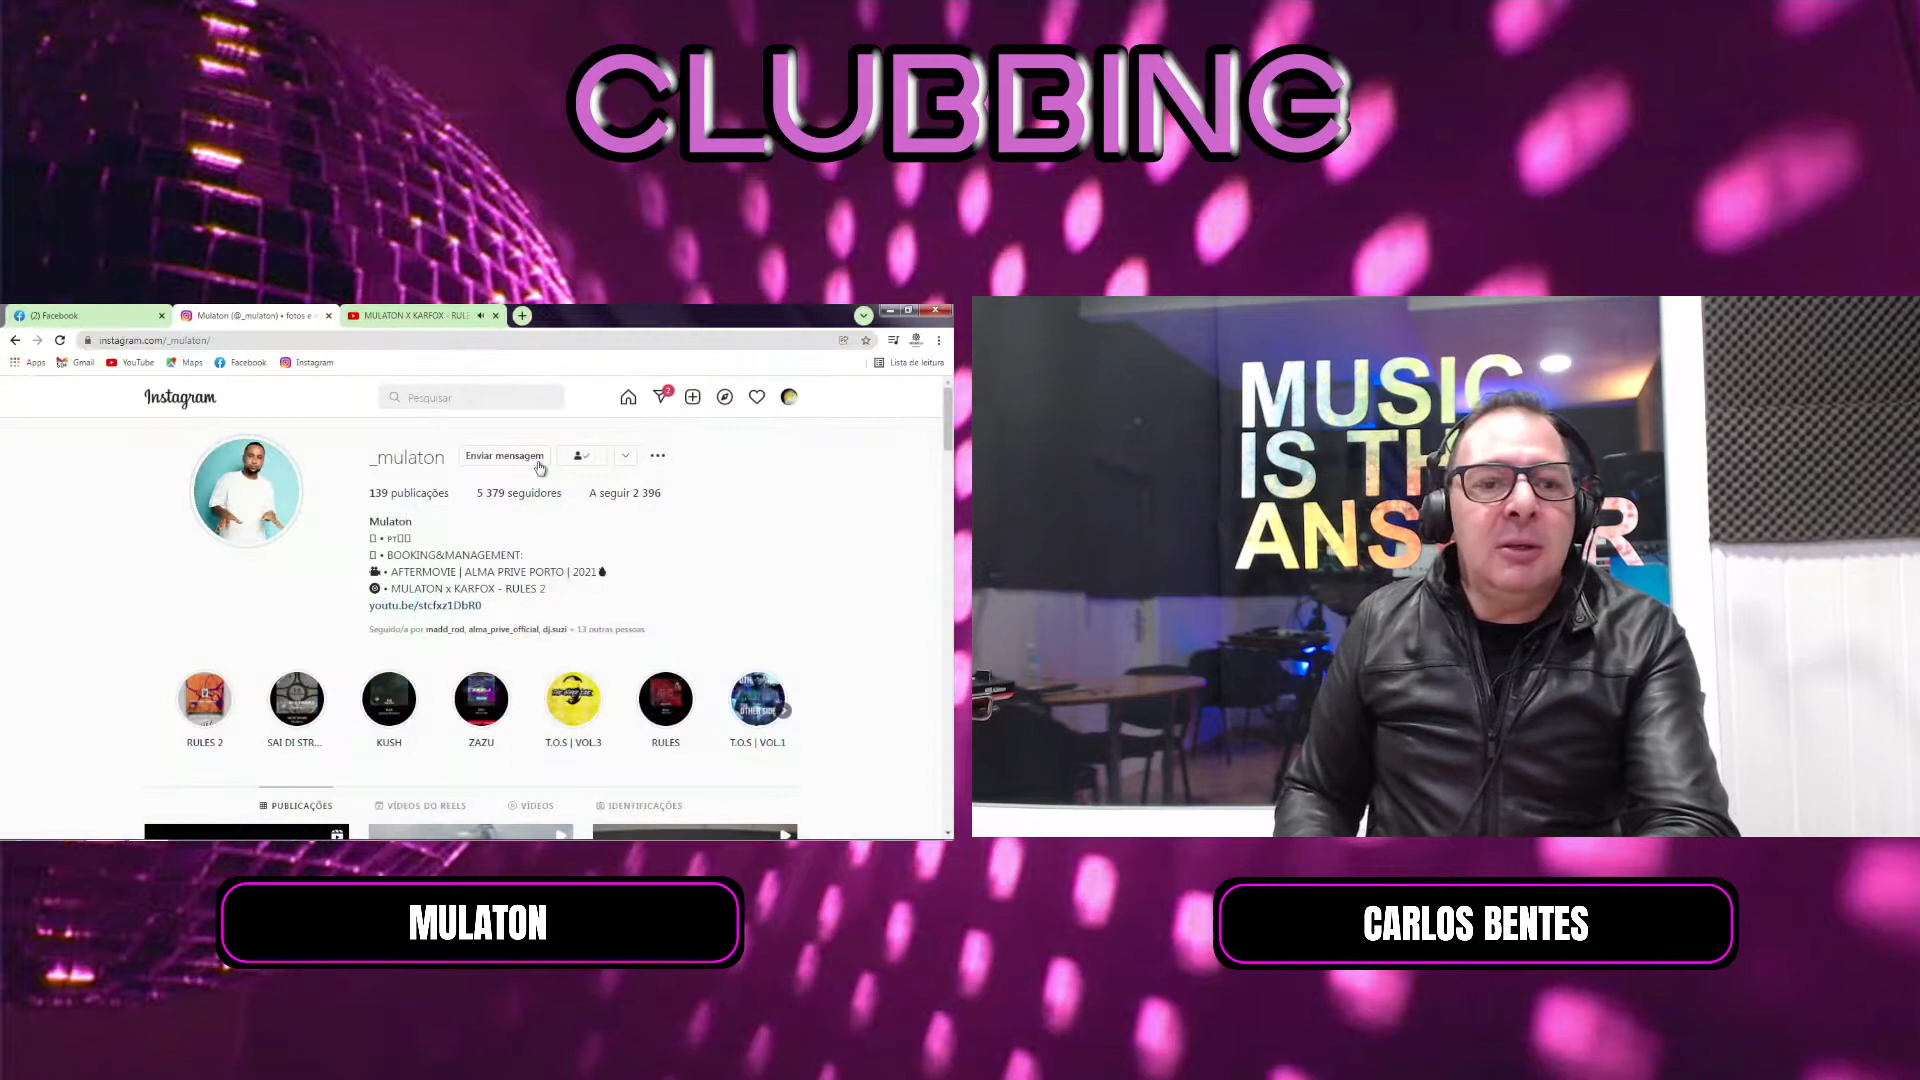 CLUBBING
(2) Facebook
Mulaton (@_mulaton) • fotos e
MULATON X KARFOX - RULE
instagram.com/_mulaton/
Apps
Gmail
YouTube
Maps
Facebook
Instagram
Lista de leitura
Instagram
Pesquisar
2
_mulaton
Enviar mensagem
139 publicações 5 379 seguidores A seguir 2 396
Mulaton
• PT
• BOOKING&MANAGEMENT:
• AFTERMOVIE | ALMA PRIVE PORTO | 2021
• MULATON x KARFOX - RULES 2
youtu.be/stcfxz1DbR0
Seguido/a por madd_rod, alma_prive_official, dj.suzi + 13 outras pessoas
RULES 2
SAI DI STR...
KUSH
ZAZU
T.O.S | VOL.3
RULES
T.O.S | VOL.1
PUBLICAÇÕES
VÍDEOS DO REELS
VÍDEOS
IDENTIFICAÇÕES
MUSIC
IS TH
ANS R
MULATON
CARLOS BENTES